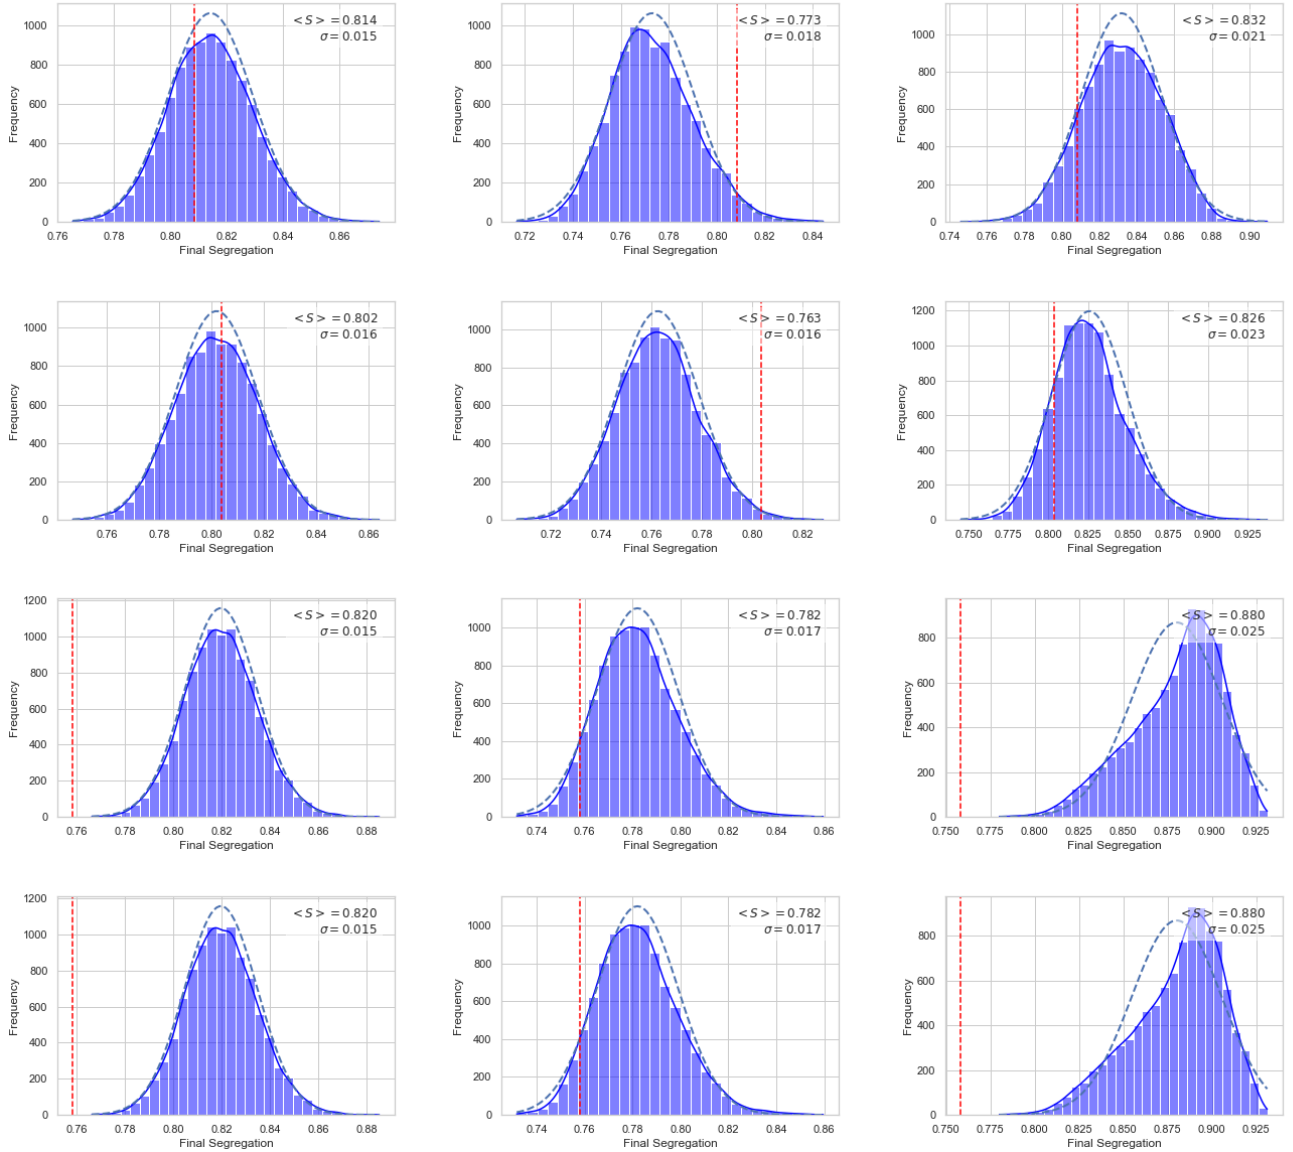 <S>=0.814
σ=0.015
1000
800
600
400
200
0
Frequency
0.76 0.78 0.80 0.82 0.84 0.86
Final Segregation
<S>=0.773
σ=0.018
1000
800
600
400
200
0
Frequency
0.72 0.74 0.76 0.78 0.80 0.82 0.84
Final Segregation
<S>=0.832
σ=0.021
1000
800
600
400
200
0
Frequency
0.74 0.76 0.78 0.80 0.82 0.84 0.86 0.88 0.90
Final Segregation
<S>=0.802
σ=0.016
1000
800
600
400
200
0
Frequency
0.76 0.78 0.80 0.82 0.84 0.86
Final Segregation
<S>=0.763
σ=0.016
1000
800
600
400
200
0
Frequency
0.72 0.74 0.76 0.78 0.80 0.82
Final Segregation
<S>=0.826
σ=0.023
1200
1000
800
600
400
200
0
Frequency
0.750 0.775 0.800 0.825 0.850 0.875 0.900 0.925
Final Segregation
<S>=0.820
σ=0.015
1200
1000
800
600
400
200
0
Frequency
0.76 0.78 0.80 0.82 0.84 0.86 0.88
Final Segregation
<S>=0.782
σ=0.017
1000
800
600
400
200
0
Frequency
0.74 0.76 0.78 0.80 0.82 0.84 0.86
Final Segregation
<S>=0.880
σ=0.025
800
600
400
200
0
Frequency
0.750 0.775 0.800 0.825 0.850 0.875 0.900 0.925
Final Segregation
<S>=0.820
σ=0.015
1200
1000
800
600
400
200
0
Frequency
0.76 0.78 0.80 0.82 0.84 0.86 0.88
Final Segregation
<S>=0.782
σ=0.017
1000
800
600
400
200
0
Frequency
0.74 0.76 0.78 0.80 0.82 0.84 0.86
Final Segregation
<S>=0.880
σ=0.025
800
600
400
200
0
Frequency
0.750 0.775 0.800 0.825 0.850 0.875 0.900 0.925
Final Segregation